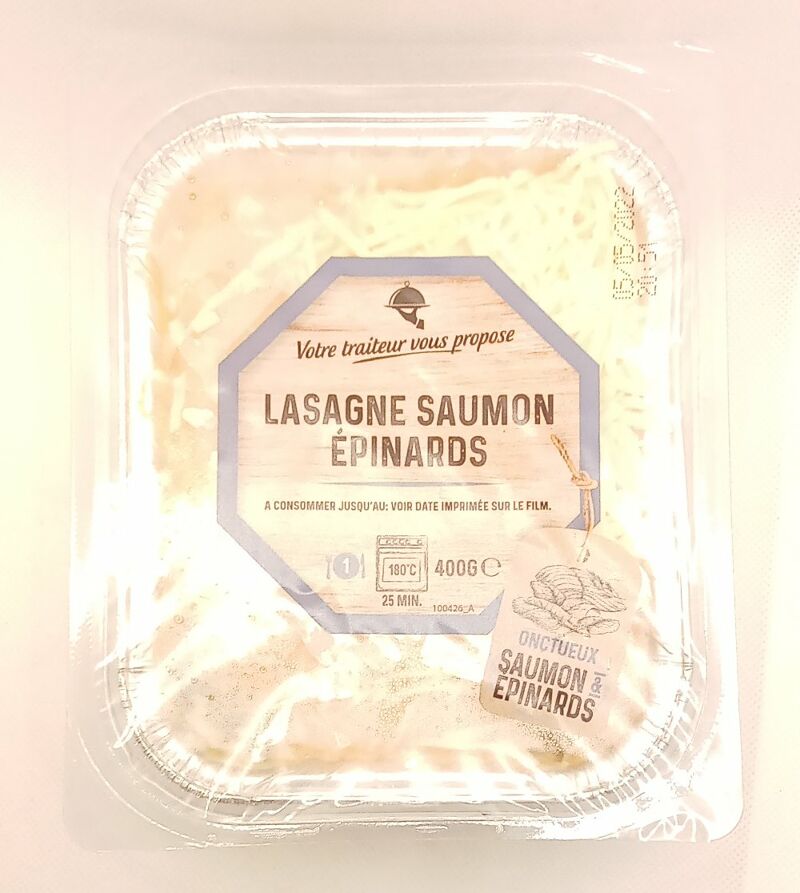 05/05/2022
20:51
Votre traiteur vous propose
LASAGNE SAUMON
ÉPINARDS
A CONSOMMER JUSQU'AU: VOIR DATE IMPRIMÉE SUR LE FILM.
1
180°C
400G e
25 MIN.
100426_A
ONCTUEUX
SAUMON &
ÉPINARDS